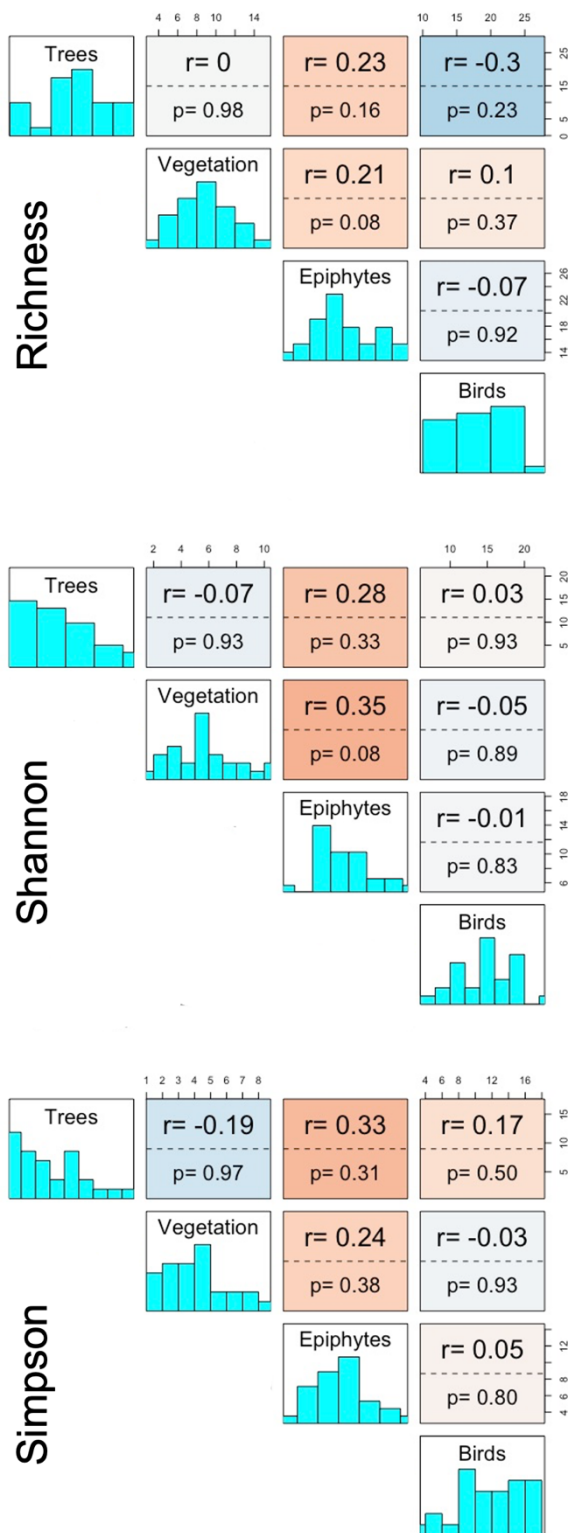 4 6 8 10 14
10 15 20 25
Trees
r= 0
r= 0.23
r= -0.3
p= 0.98
p= 0.16
p= 0.23
0 5 15 25
Vegetation
r= 0.21
r= 0.1
p= 0.08
p= 0.37
Richness
Epiphytes
r= -0.07
p= 0.92
14 18 22 26
Birds
2 4 6 8 10
10 15 20
Trees
r= -0.07
r= 0.28
r= 0.03
p= 0.93
p= 0.33
p= 0.93
5 10 15 20
Vegetation
r= 0.35
r= -0.05
p= 0.08
p= 0.89
Shannon
Epiphytes
r= -0.01
p= 0.83
6 10 14 18
Birds
1 2 3 4 5 6 7 8
4 6 8 12 16
Trees
r= -0.19
r= 0.33
r= 0.17
p= 0.97
p= 0.31
p= 0.50
5 10 15
Vegetation
r= 0.24
r= -0.03
p= 0.38
p= 0.93
Simpson
Epiphytes
r= 0.05
p= 0.80
4 6 8 12
Birds